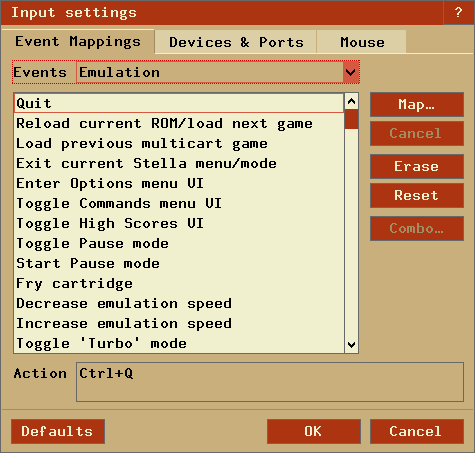 Input settings ?
Event Mappings Devices & Ports Mouse
Events Emulation
Quit
Reload current ROM/load next game
Load previous multicart game
Exit current Stella menu/mode
Enter Options menu UI
Toggle Commands menu UI
Toggle High Scores UI
Toggle Pause mode
Start Pause mode
Fry cartridge
Decrease emulation speed
Increase emulation speed
Toggle 'Turbo' mode
Map…
Cancel
Erase
Reset
Combo…
Action Ctrl+Q
Defaults OK Cancel